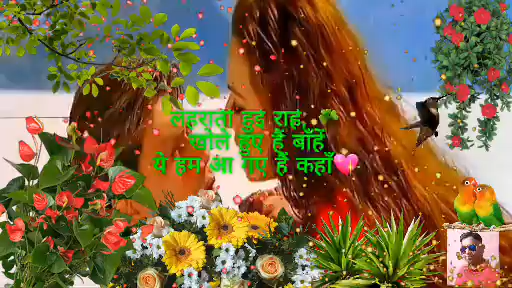 लहराती हुई राहें
खोले हुए हैं बाँहें
ये हम आ गए हैं कहाँ